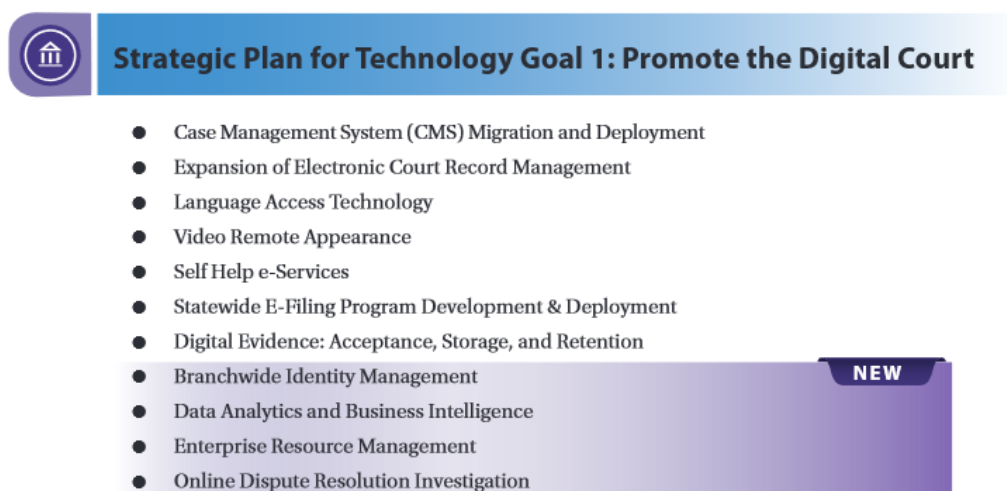 Strategic Plan for Technology Goal 1: Promote the Digital Court
● Case Management System (CMS) Migration and Deployment
● Expansion of Electronic Court Record Management
● Language Access Technology
● Video Remote Appearance
● Self Help e-Services
● Statewide E-Filing Program Development & Deployment
● Digital Evidence: Acceptance, Storage, and Retention
NEW
● Branchwide Identity Management
● Data Analytics and Business Intelligence
● Enterprise Resource Management
● Online Dispute Resolution Investigation